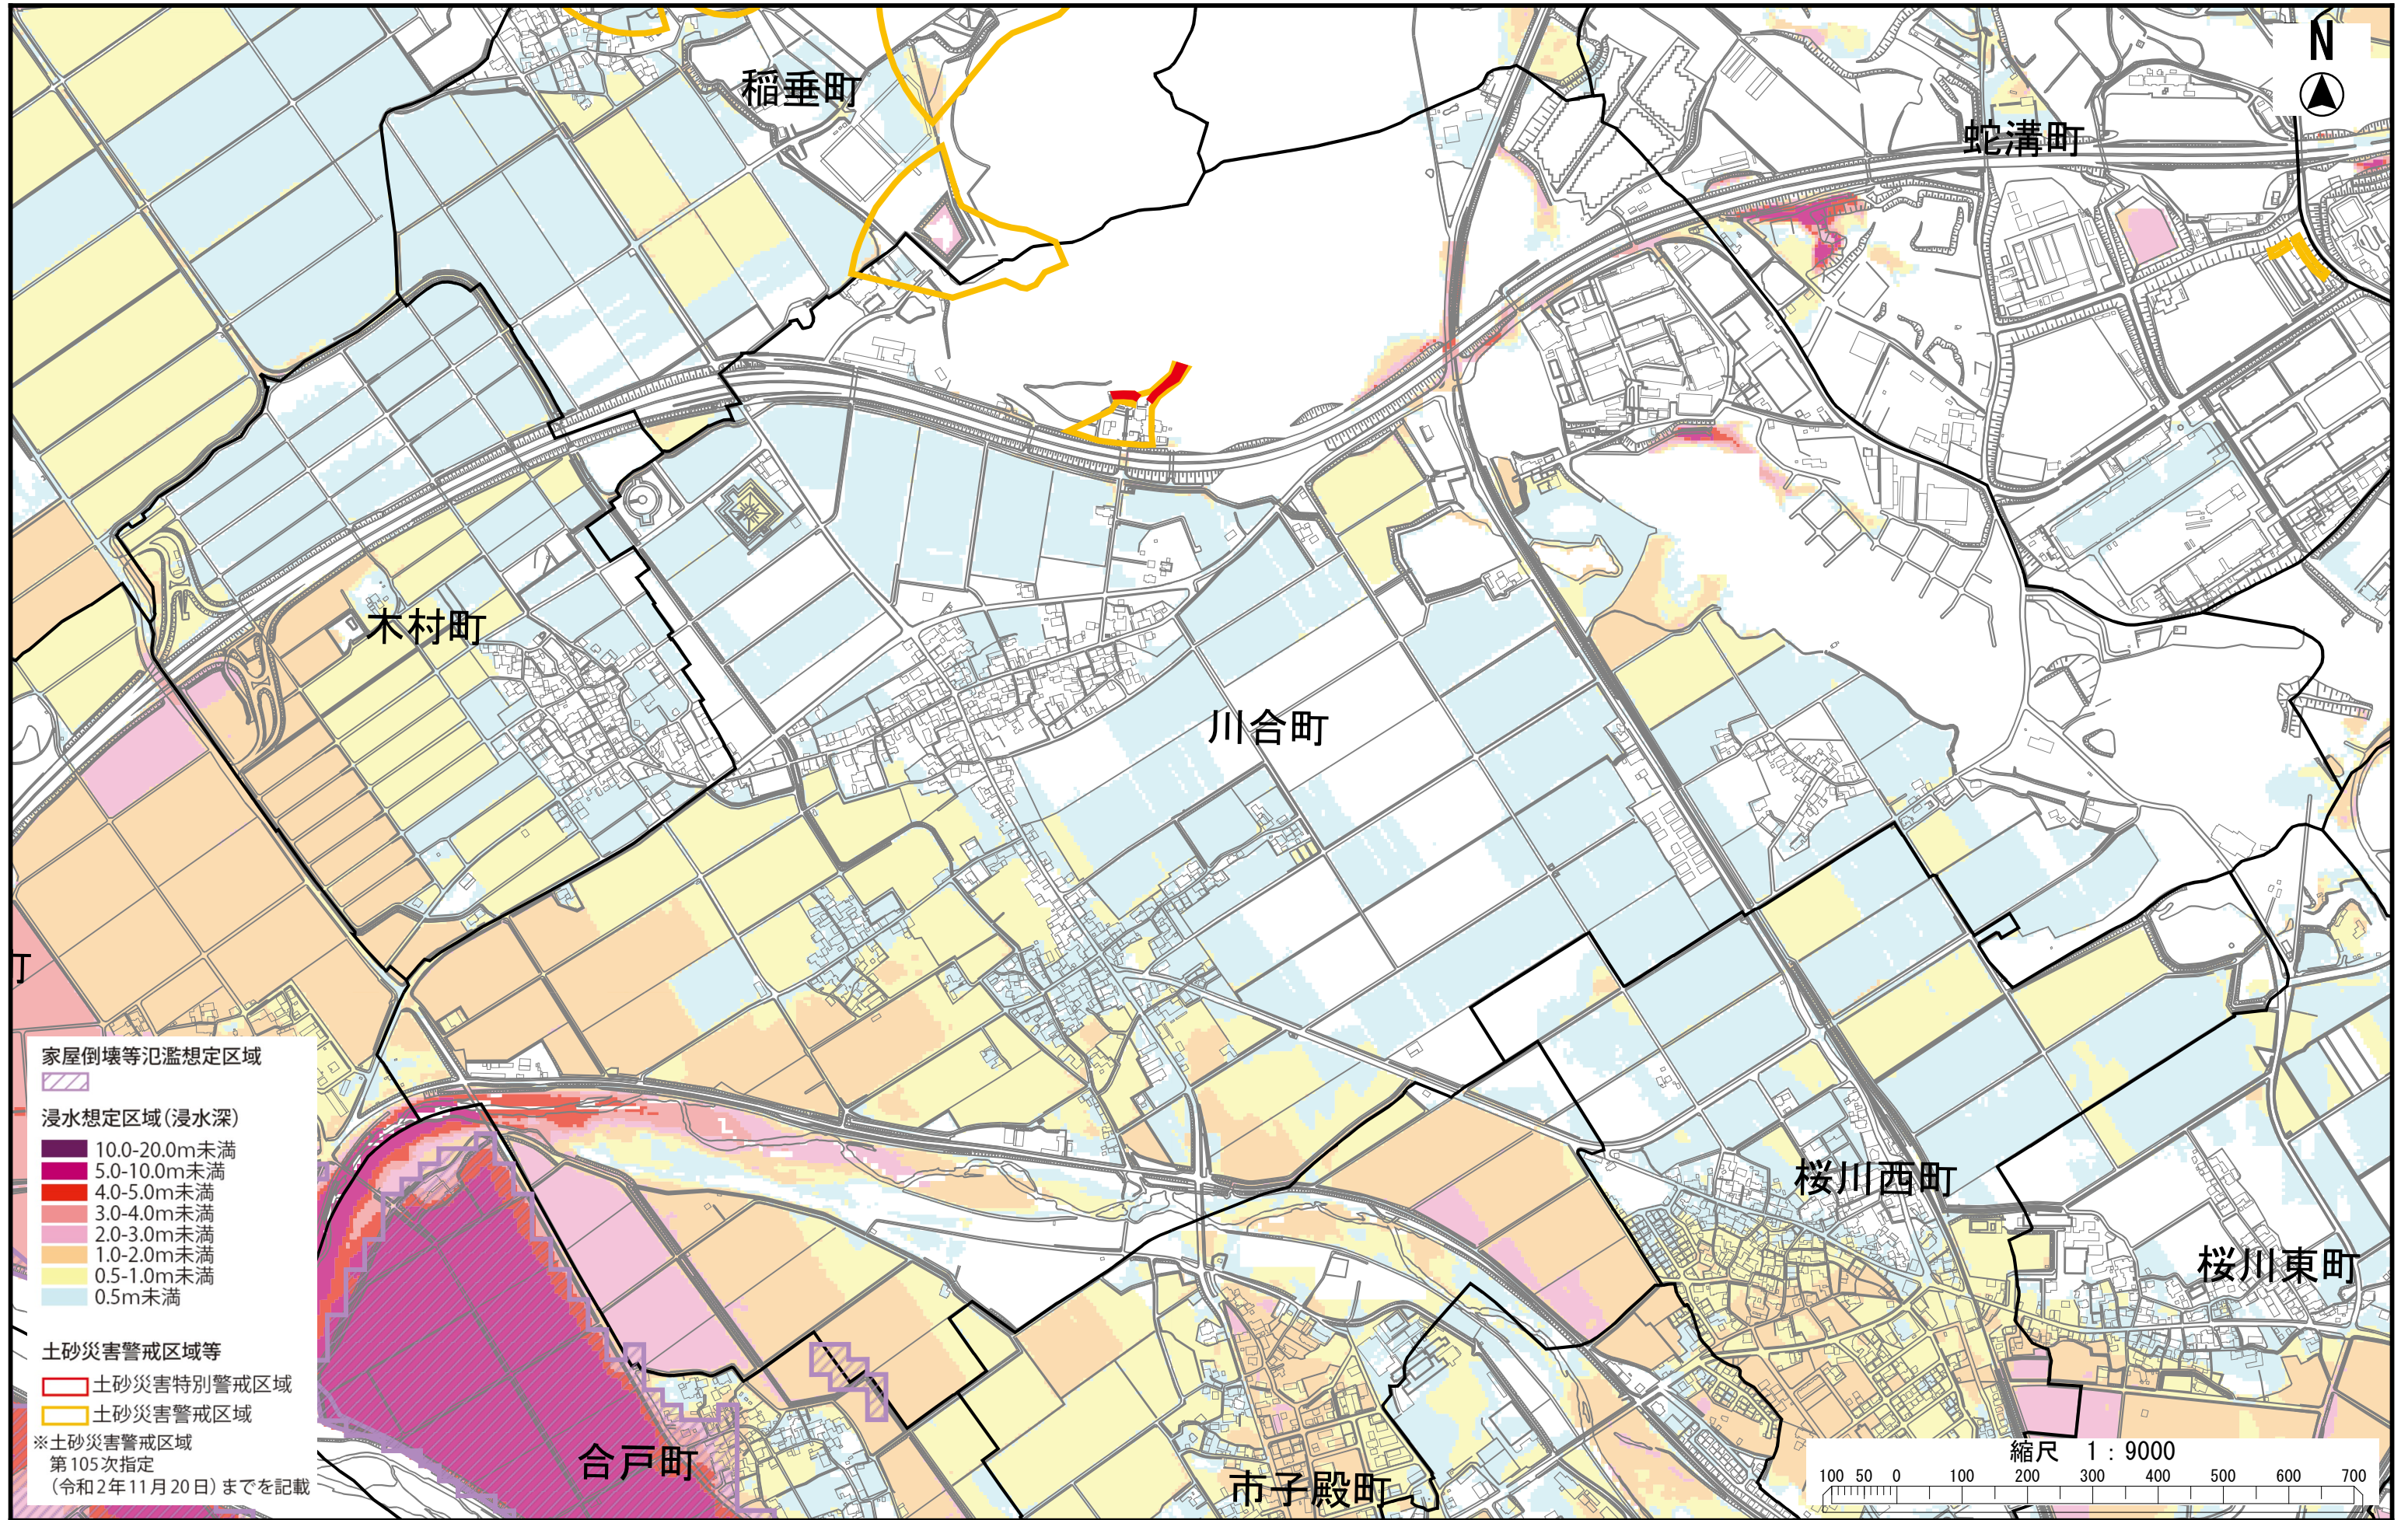 稲垂町
N
蛇溝町
木村町
川合町
町
桜川西町
桜川東町
合戸町
市子殿町
家屋倒壊等氾濫想定区域
浸水想定区域(浸水深)
10.0-20.0m未満
5.0-10.0m未満
4.0-5.0m未満
3.0-4.0m未満
2.0-3.0m未満
1.0-2.0m未満
0.5-1.0m未満
0.5m未満
土砂災害警戒区域等
土砂災害特別警戒区域
土砂災害警戒区域
※土砂災害警戒区域
第105次指定
(令和2年11月20日)までを記載
縮尺 1:9000
100 50 0 100 200 300 400 500 600 700